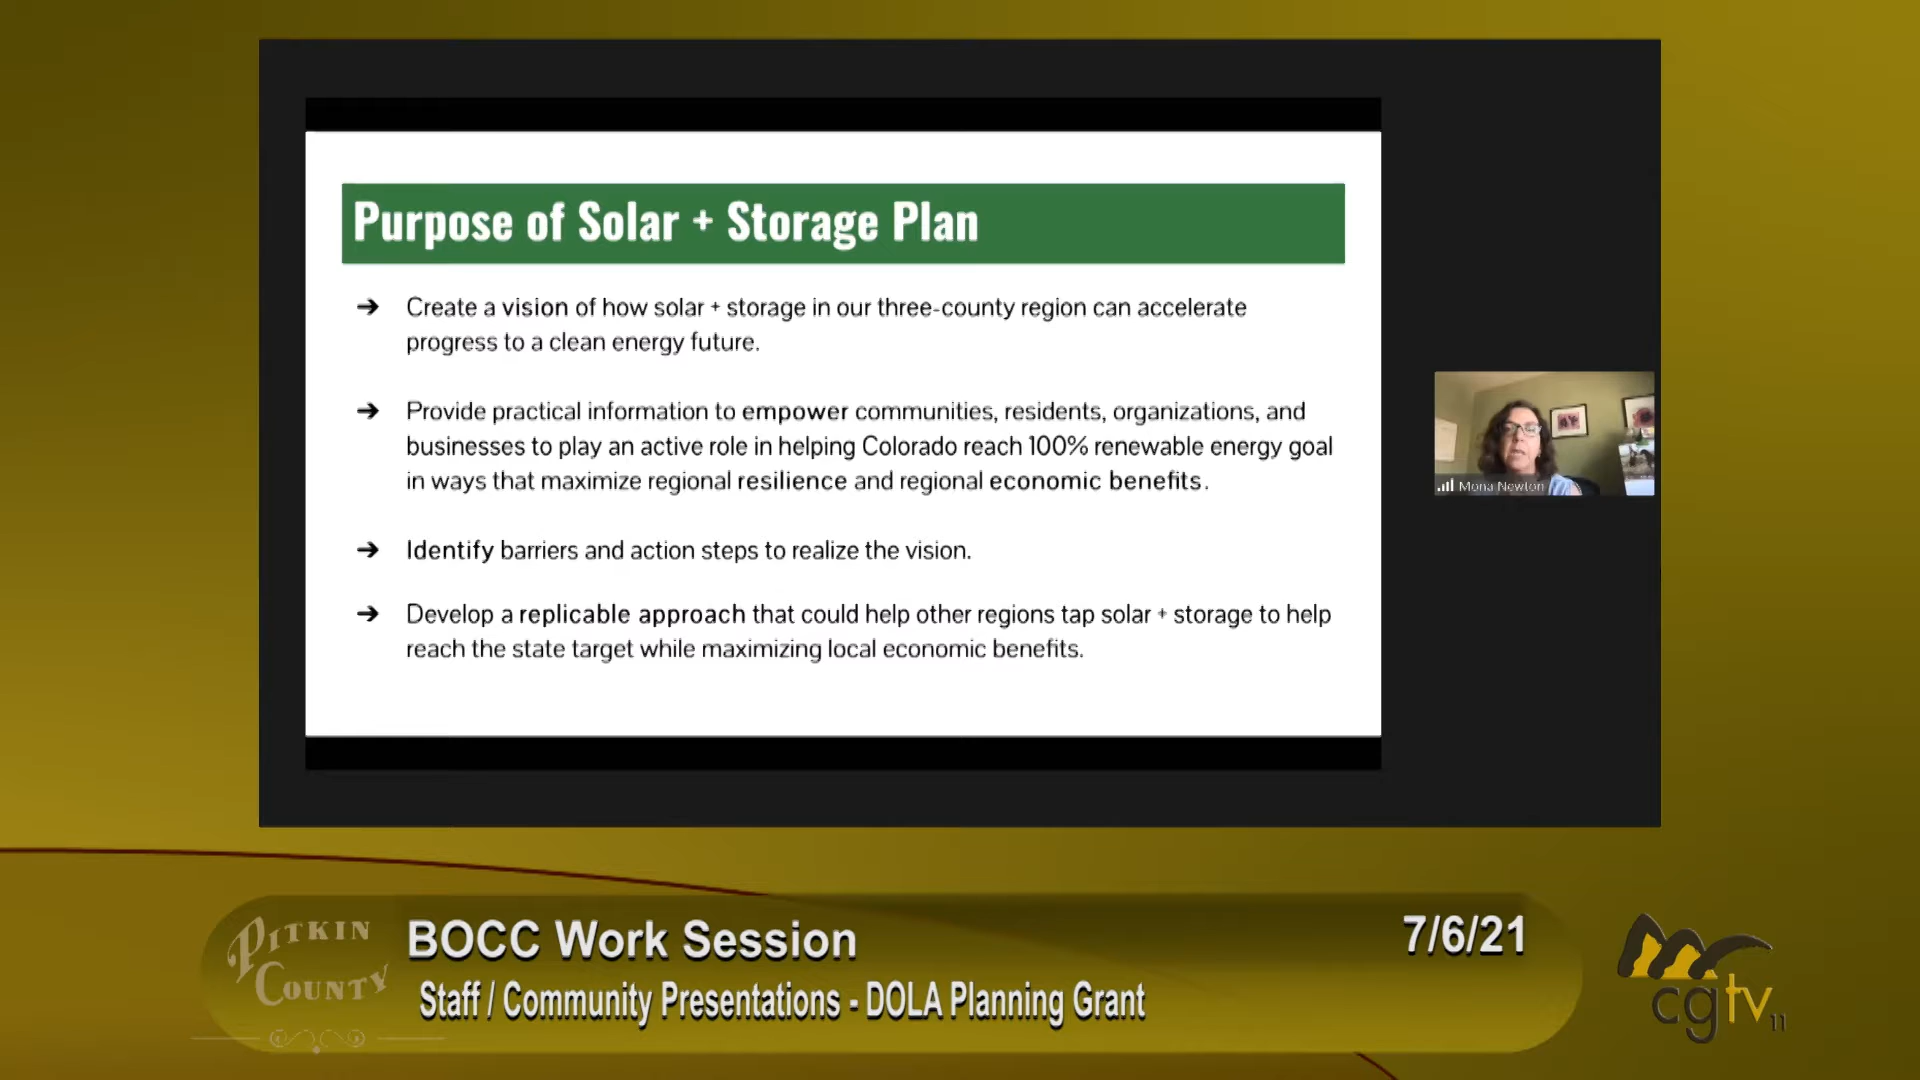 Purpose of Solar + Storage Plan
➔ Create a vision of how solar + storage in our three-county region can accelerate
progress to a clean energy future.
➔ Provide practical information to empower communities, residents, organizations, and
businesses to play an active role in helping Colorado reach 100% renewable energy goal
in ways that maximize regional resilience and regional economic benefits.
➔ Identify barriers and action steps to realize the vision.
➔ Develop a replicable approach that could help other regions tap solar + storage to help
reach the state target while maximizing local economic benefits.
Mona Newton
PITKIN
COUNTY
BOCC Work Session
7/6/21
Staff / Community Presentations - DOLA Planning Grant
cgtv11